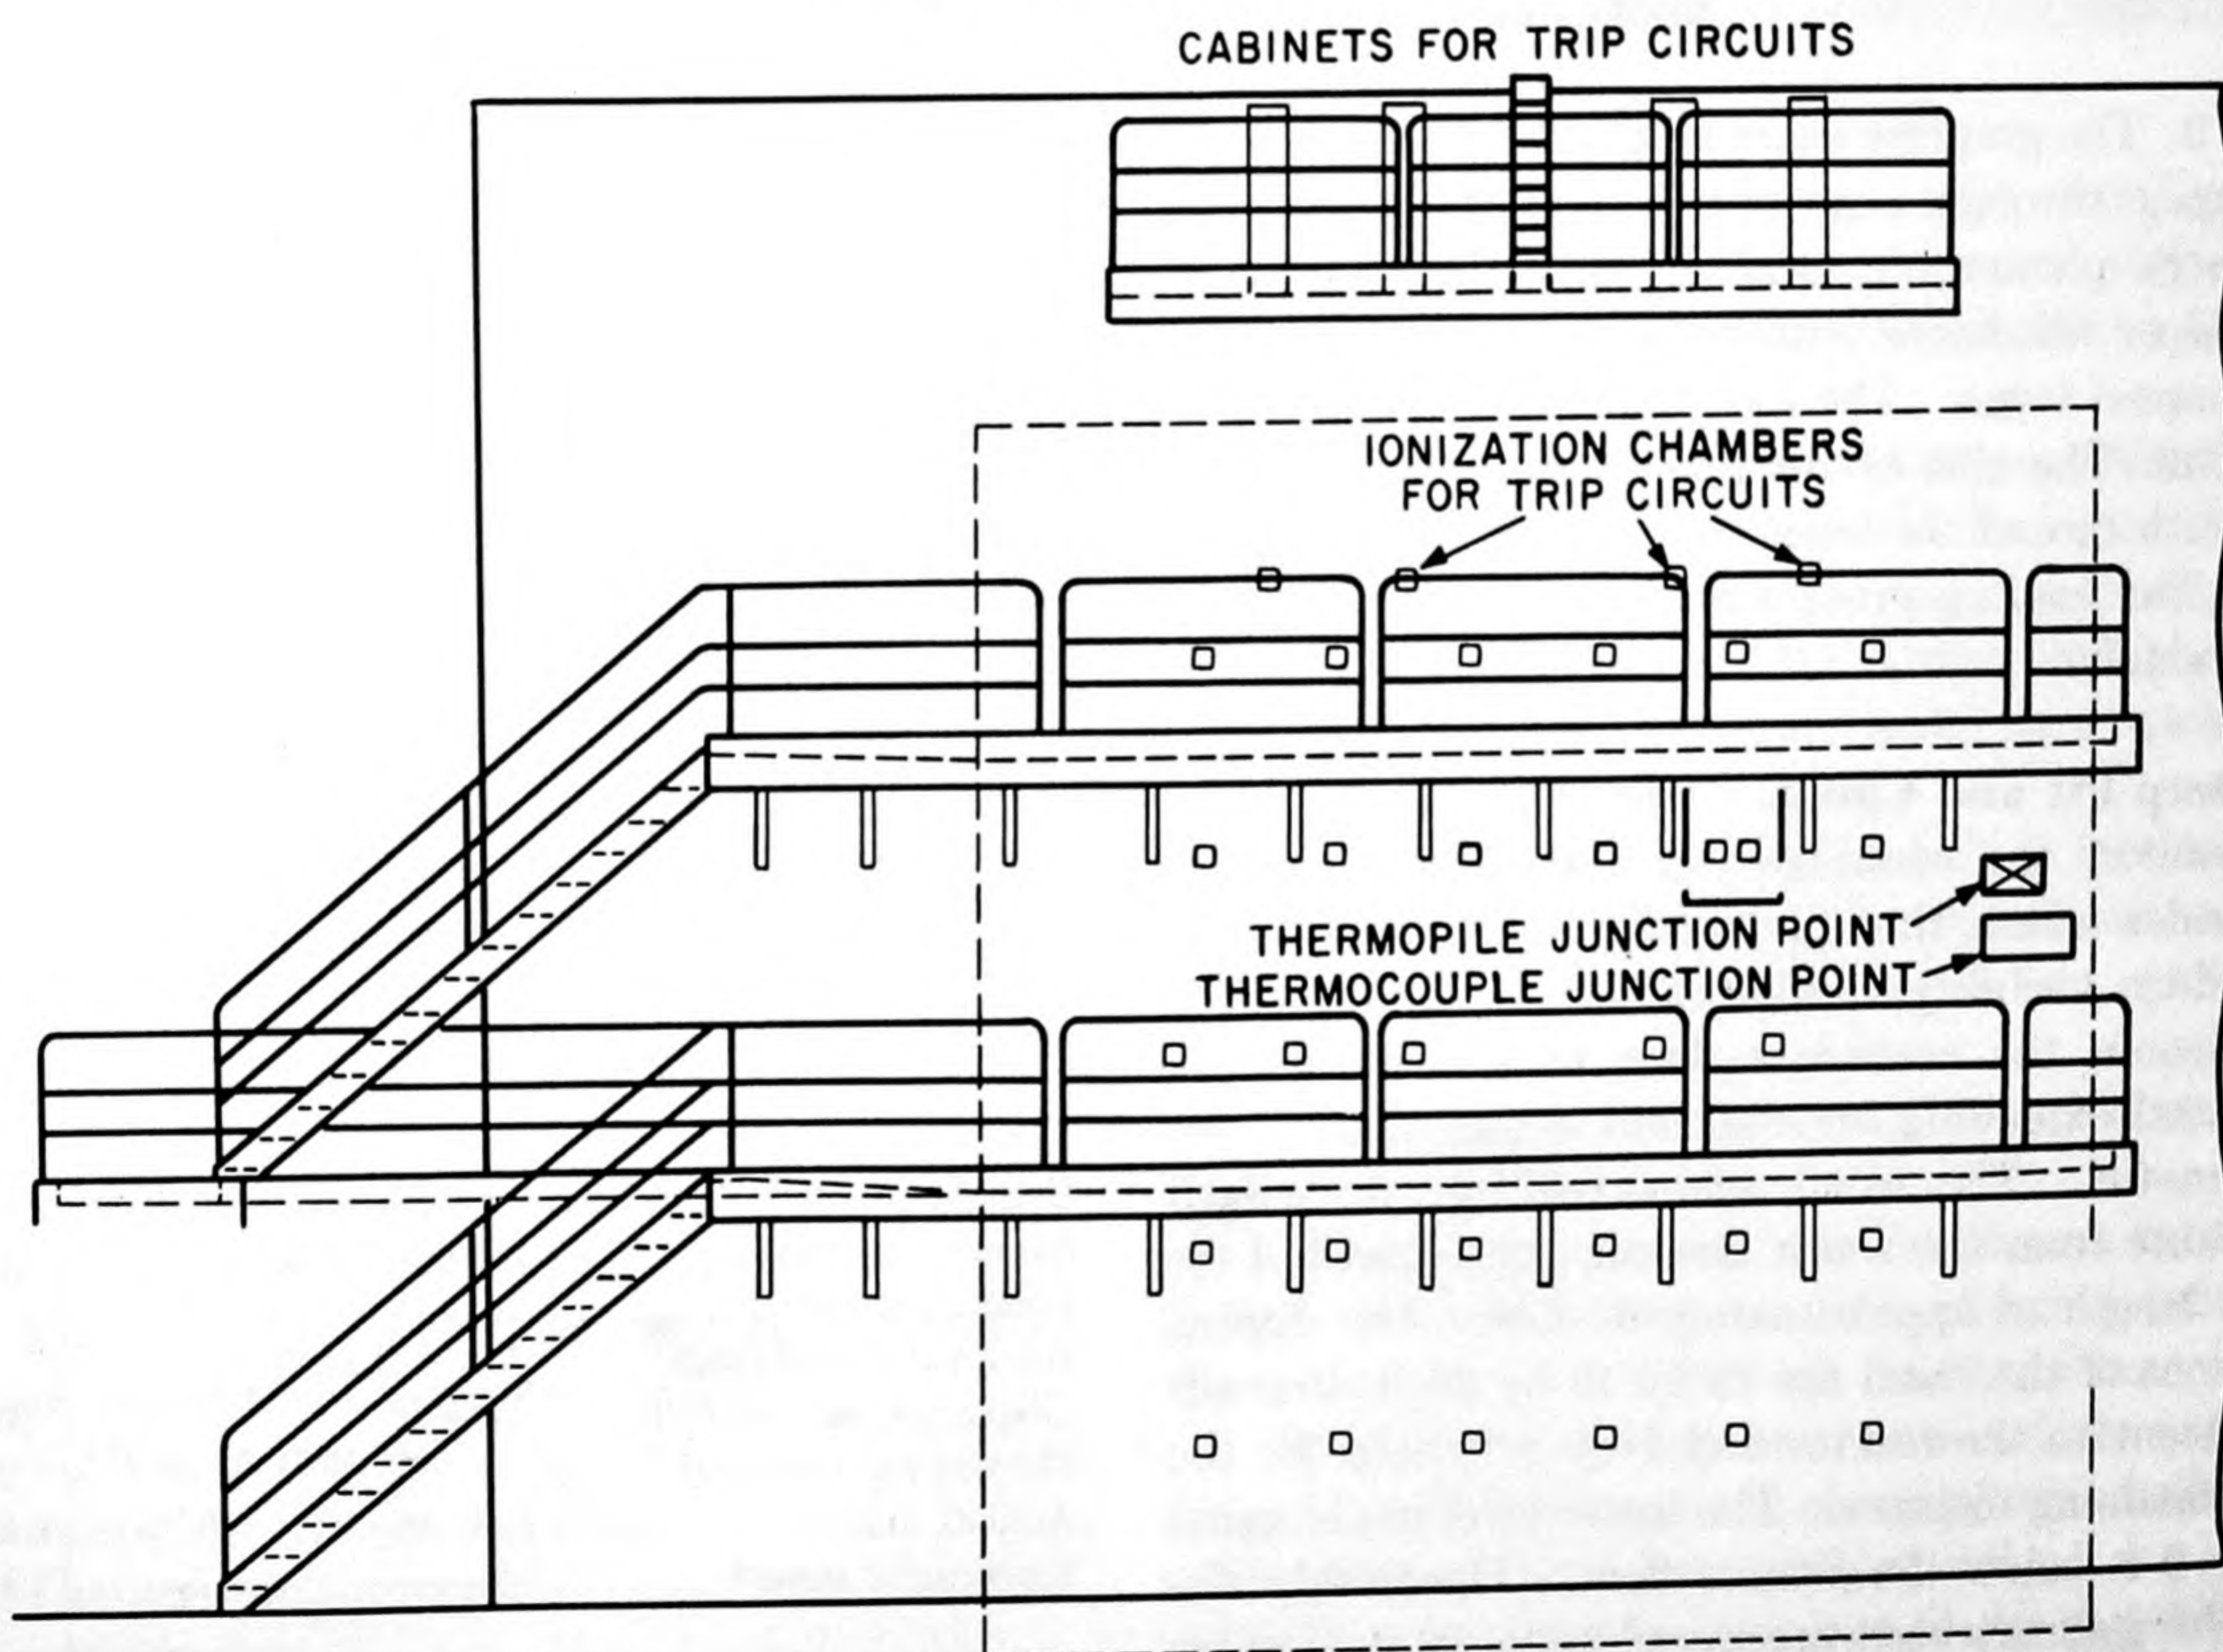 CABINETS FOR TRIP CIRCUITS
IONIZATION CHAMBERS
FOR TRIP CIRCUITS
THERMOPILE JUNCTION POINT
THERMOCOUPLE JUNCTION POINT